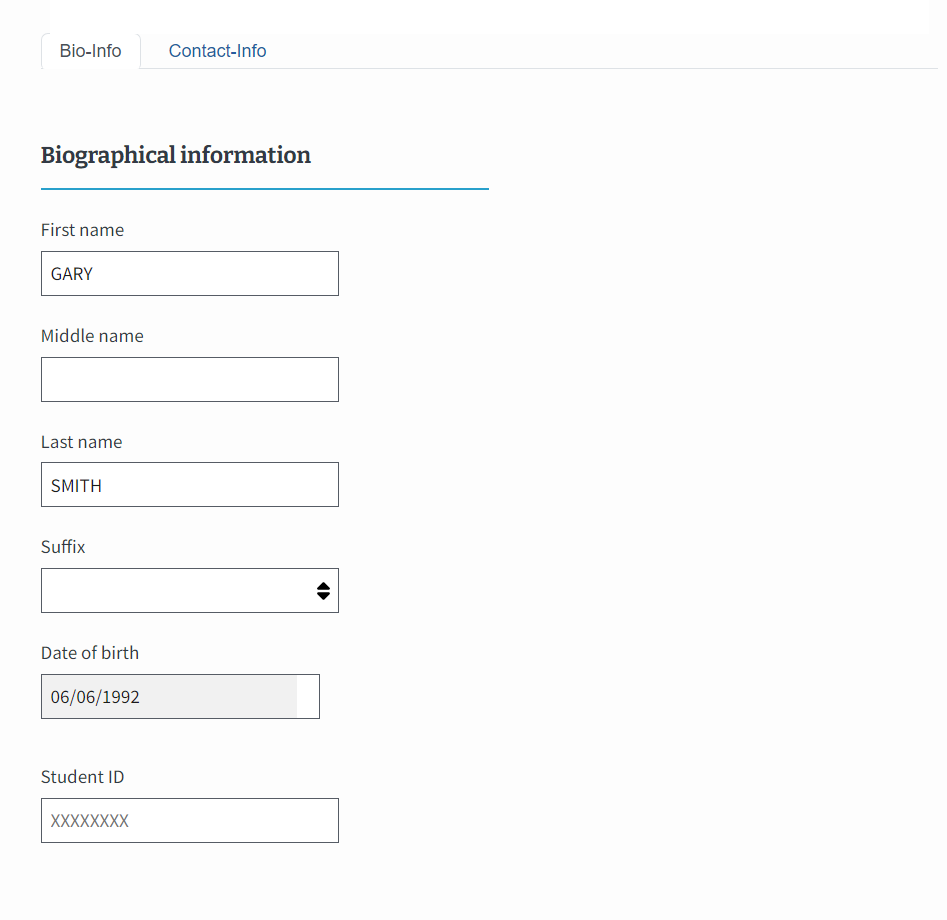 Bio-Info Contact-Info
Biographical information
First name
GARY
Middle name
Last name
SMITH
Suffix
Date of birth
06/06/1992
Student ID
XXXXXXXX